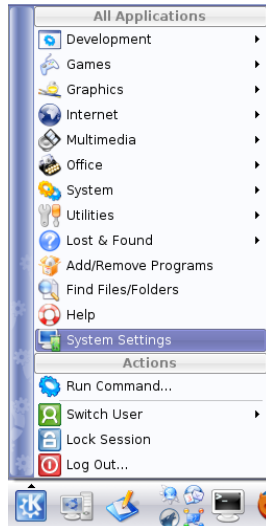 All Applications
Development
Games
Graphics
Internet
Multimedia
Office
System
Utilities
Lost & Found
Add/Remove Programs
Find Files/Folders
Help
System Settings
Actions
Run Command...
Switch User
Lock Session
Log Out...
K